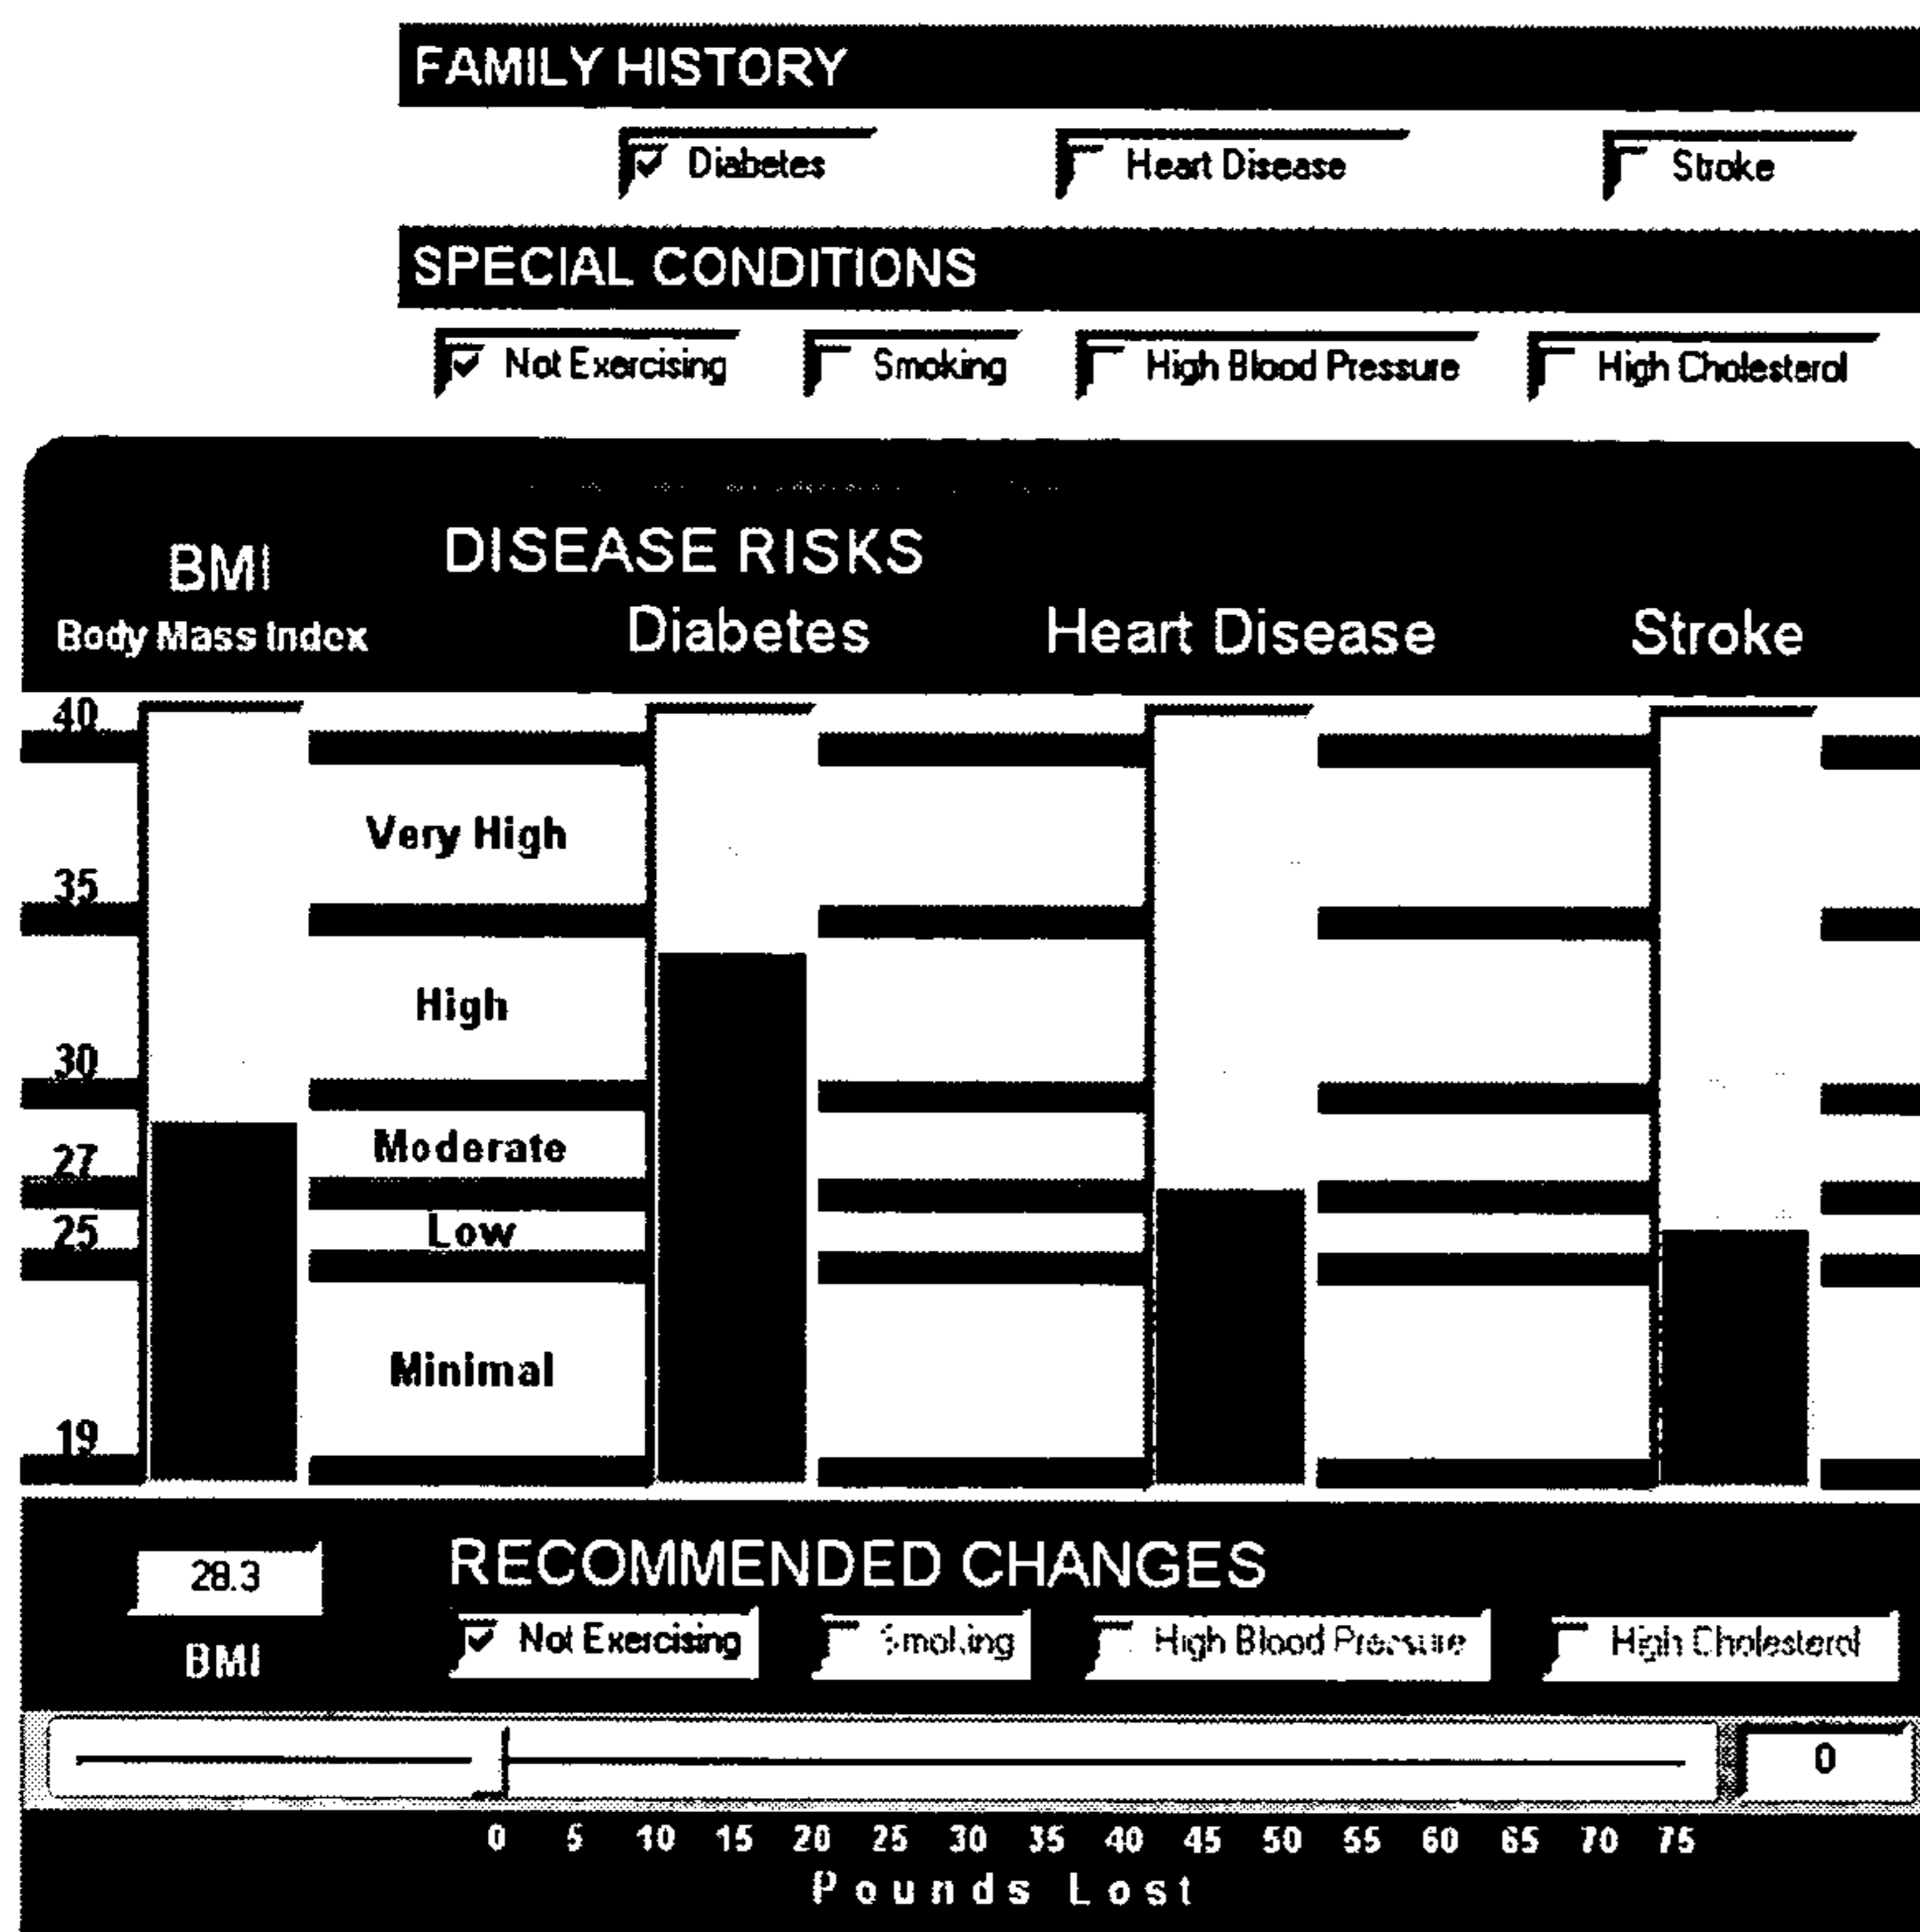 FAMILY HISTORY
Diabetes Heart Disease Stroke
SPECIAL CONDITIONS
Not Exercising Smoking High Blood Pressure High Cholesterol
DISEASE RISKS
BMI
Body Mass Index Diabetes Heart Disease Stroke
40
Very High
35
High
30
Moderate
27
Low
25
Minimal
19
28.3 RECOMMENDED CHANGES
BMI Not Exercising Smoking High Blood Pressure High Cholesterol
0
0 5 10 15 20 25 30 35 40 45 50 55 60 65 70 75
Pounds Lost